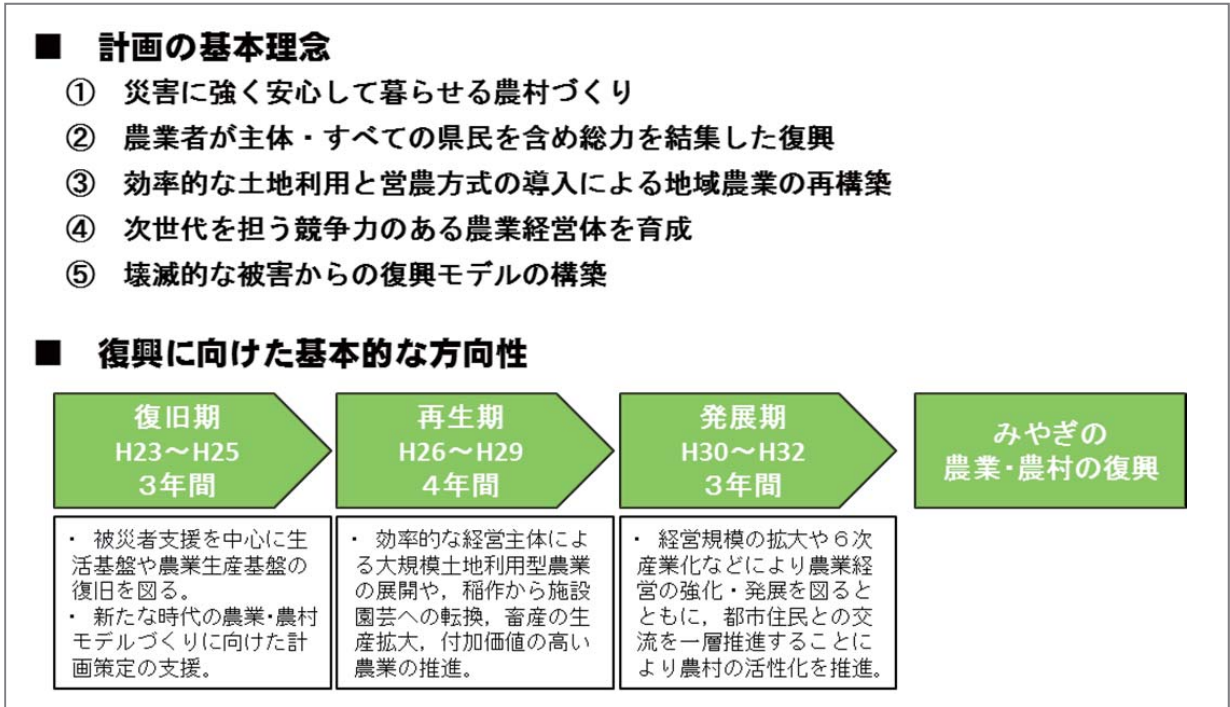 ■ 計画の基本理念
① 災害に強く安心して暮らせる農村づくり
② 農業者が主体・すべての県民を含め総力を結集した復興
③ 効率的な土地利用と営農方式の導入による地域農業の再構築
④ 次世代を担う競争力のある農業経営体を育成
⑤ 壊滅的な被害からの復興モデルの構築
■ 復興に向けた基本的な方向性
復旧期
H23～H25
３年間
・ 被災者支援を中心に生
活基盤や農業生産基盤の
復旧を図る。
・ 新たな時代の農業・農村
モデルづくりに向けた計
画策定の支援。
再生期
H26～H29
４年間
・ 効率的な経営主体によ
る大規模土地利用型農業
の展開や，稲作から施設
園芸への転換，畜産の生
産拡大，付加価値の高い
農業の推進。
発展期
H30～H32
３年間
・ 経営規模の拡大や６次
産業化などにより農業経
営の強化・発展を図ると
ともに，都市住民との交
流を一層推進することに
より農村の活性化を推進。
みやぎの
農業・農村の復興